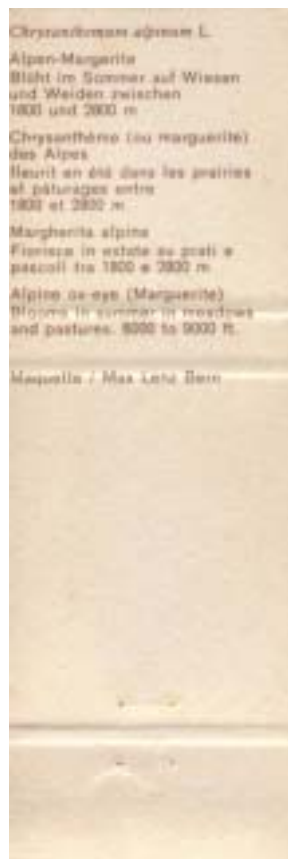 Chrysanthemum alpinum L.
Alpen-Margerite
Blüht im Sommer auf Wiesen
und Weiden zwischen
1800 und 2800 m
Chrysanthème (ou marguerite)
des Alpes
fleurit en été dans les prairies
et pâturages entre
1800 et 2800 m
Margherita alpina
Fiorisce in estate su prati e
pascoli tra 1800 e 2800 m
Alpine ox-eye (Marguerite)
Blooms in summer in meadows
and pastures. 6000 to 9000 ft.
Maquette / Max Lenz Bern